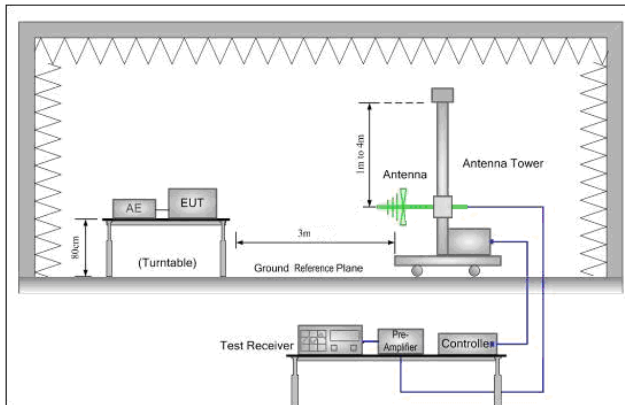 1m to 4m
Antenna
Antenna Tower
AE
EUT
80cm
(Turntable)
3m
Ground Reference Plane
Test Receiver
Pre-
Amplifier
Controller